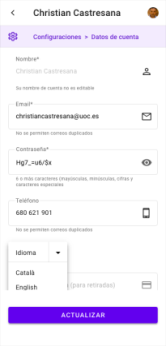 Christian Castresana
Configuraciones > Datos de cuenta
Nombre*
Christian Castresana
Su nombre de cuenta no es editable
Email*
christiancastresana@uoc.es
No se permiten correos duplicados
Contraseña*
Hg7_=u6/$x
6 o más caracteres (mayúsculas, minúsculas, cifras y
caracteres especiales
Teléfono
680 621 901
No se permiten correos duplicados
Idioma
Català
English
(para retiradas)
ACTUALIZAR